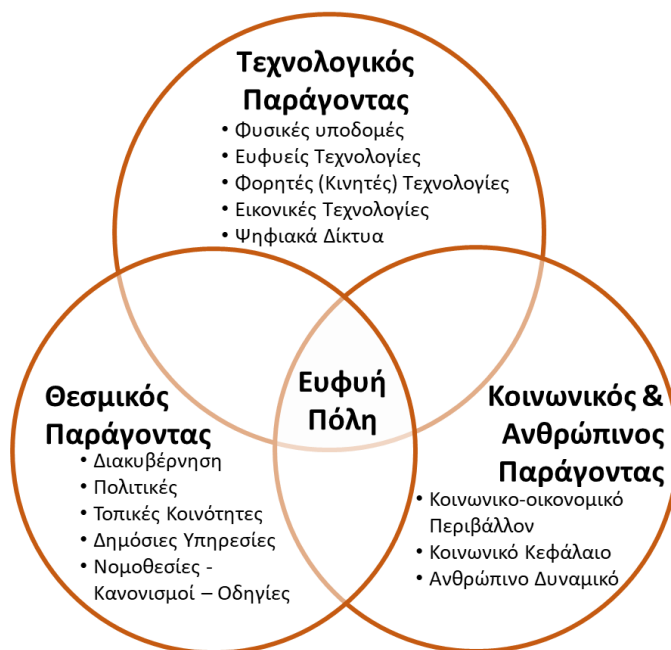 Τεχνολογικός
Παράγοντας
• Φυσικές υποδομές
• Ευφυείς Τεχνολογίες
• Φορητές (Κινητές) Τεχνολογίες
• Εικονικές Τεχνολογίες
• Ψηφιακά Δίκτυα
Ευφυή
Πόλη
Θεσμικός
Παράγοντας
• Διακυβέρνηση
• Πολιτικές
• Τοπικές Κοινότητες
• Δημόσιες Υπηρεσίες
• Νομοθεσίες -
Κανονισμοί – Οδηγίες
Κοινωνικός &
Ανθρώπινος
Παράγοντας
• Κοινωνικο-οικονομικό
Περιβάλλον
• Κοινωνικό Κεφάλαιο
• Ανθρώπινο Δυναμικό